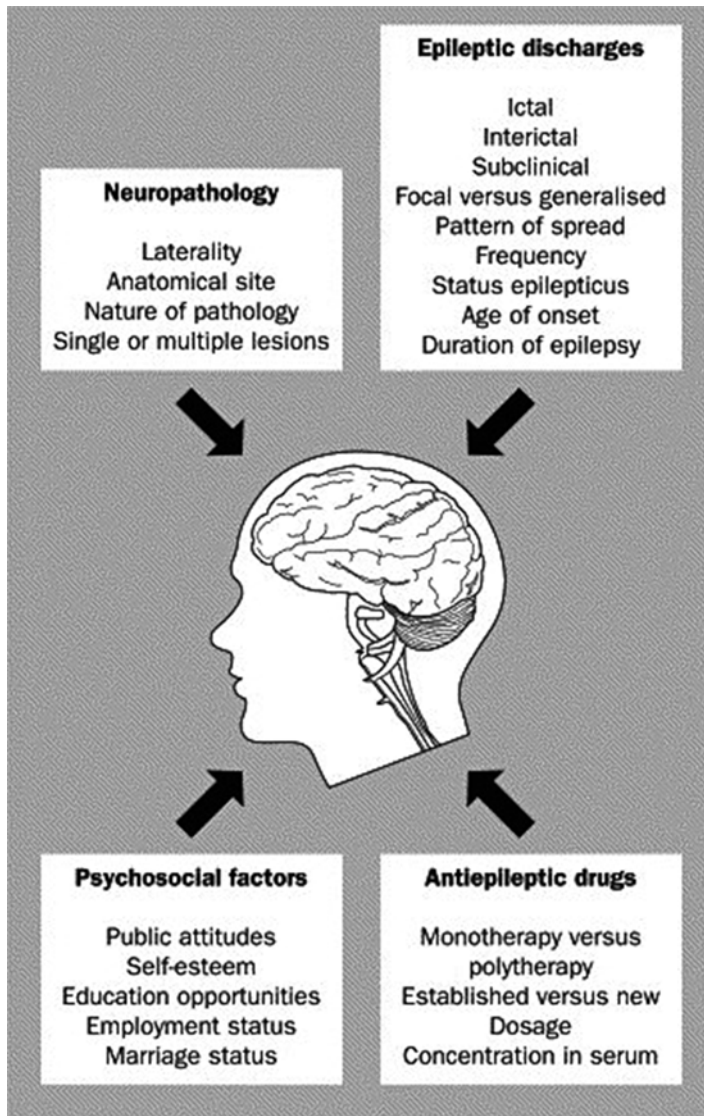 Neuropathology
Laterality
Anatomical site
Nature of pathology
Single or multiple lesions
Epileptic discharges
Ictal
Interictal
Subclinical
Focal versus generalised
Pattern of spread
Frequency
Status epilepticus
Age of onset
Duration of epilepsy
Psychosocial factors
Public attitudes
Self-esteem
Education opportunities
Employment status
Marriage status
Antiepileptic drugs
Monotherapy versus
polytherapy
Established versus new
Dosage
Concentration in serum